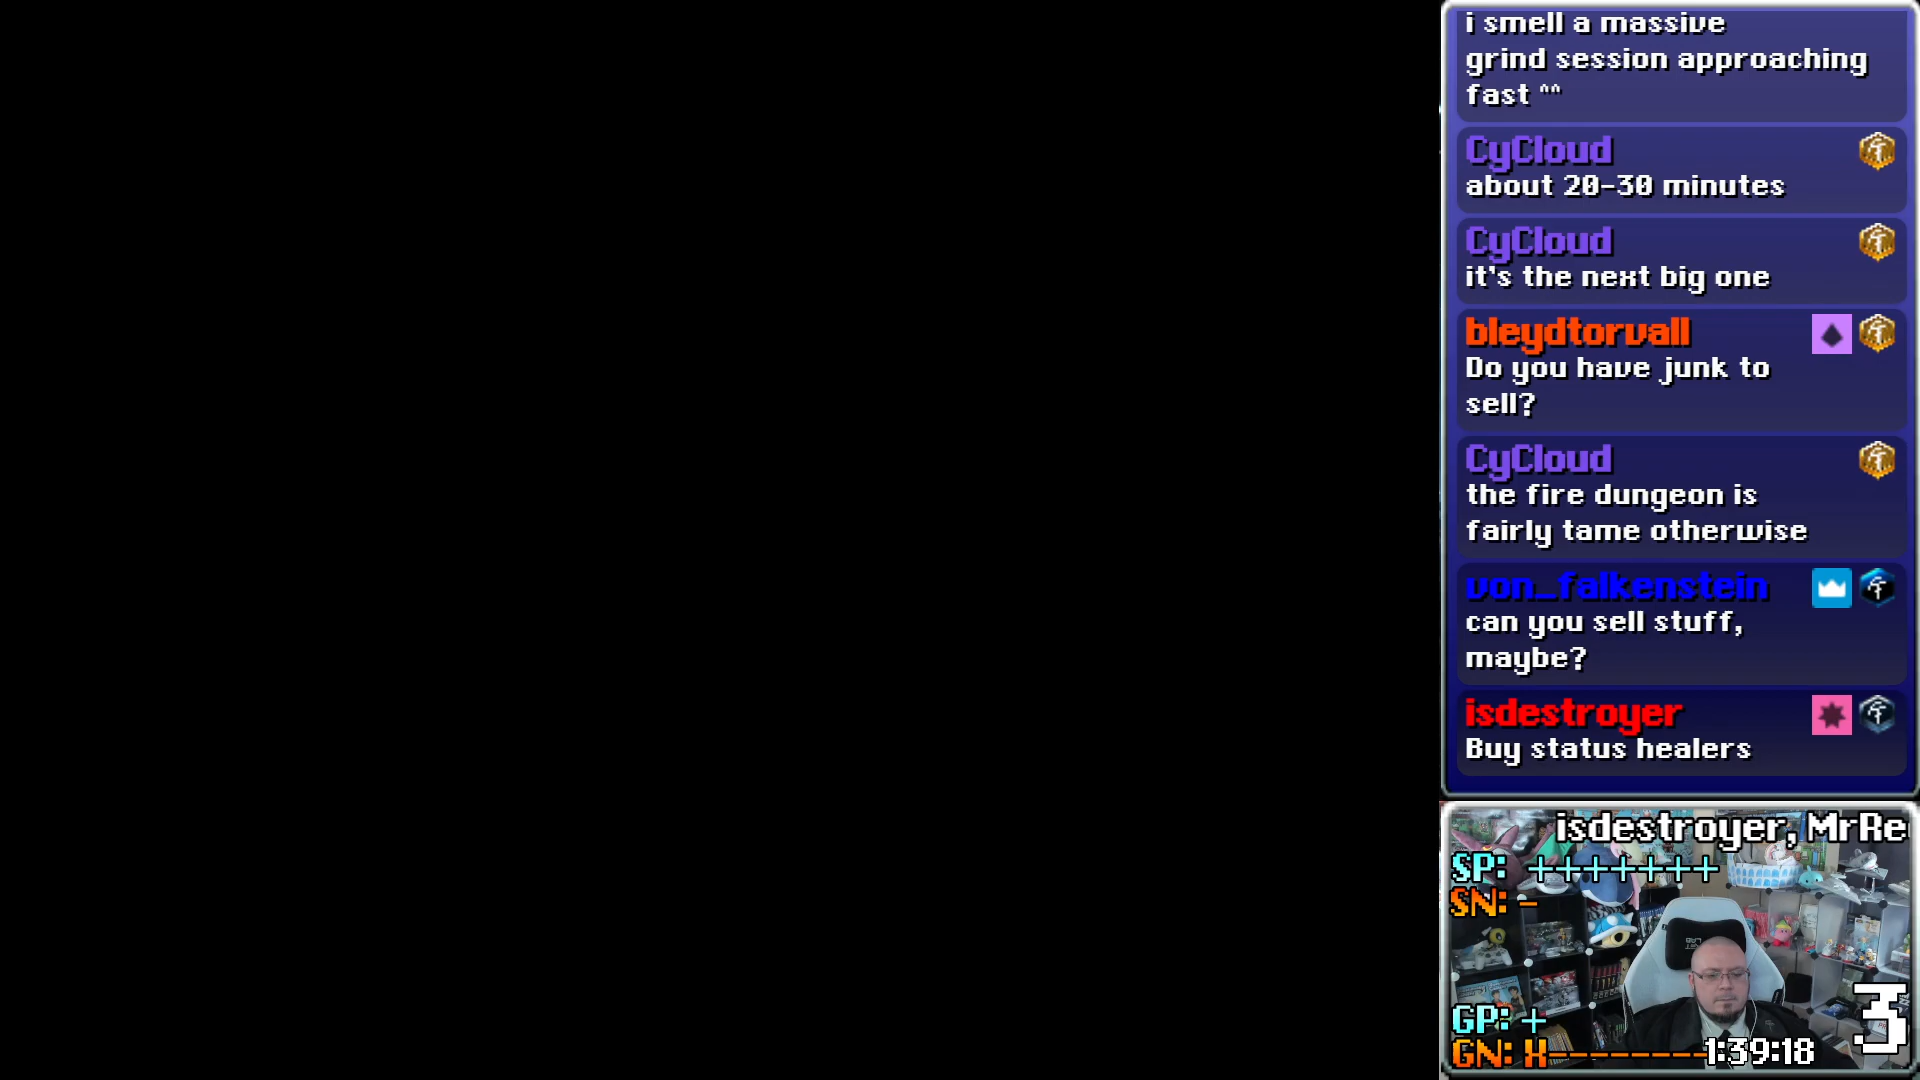 i smell a massive
grind session approaching
fast ^^
CyCloud
about 20-30 minutes
CyCloud
it's the next big one
bleydtorvall
Do you have junk to
sell?
CyCloud
the fire dungeon is
fairly tame otherwise
von_falkenstein
can you sell stuff,
maybe?
isdestroyer
Buy status healers
isdestroyer, MrRe
SP: +++++++
SN: -
GP: +
GN: X---------
1:39:18
3